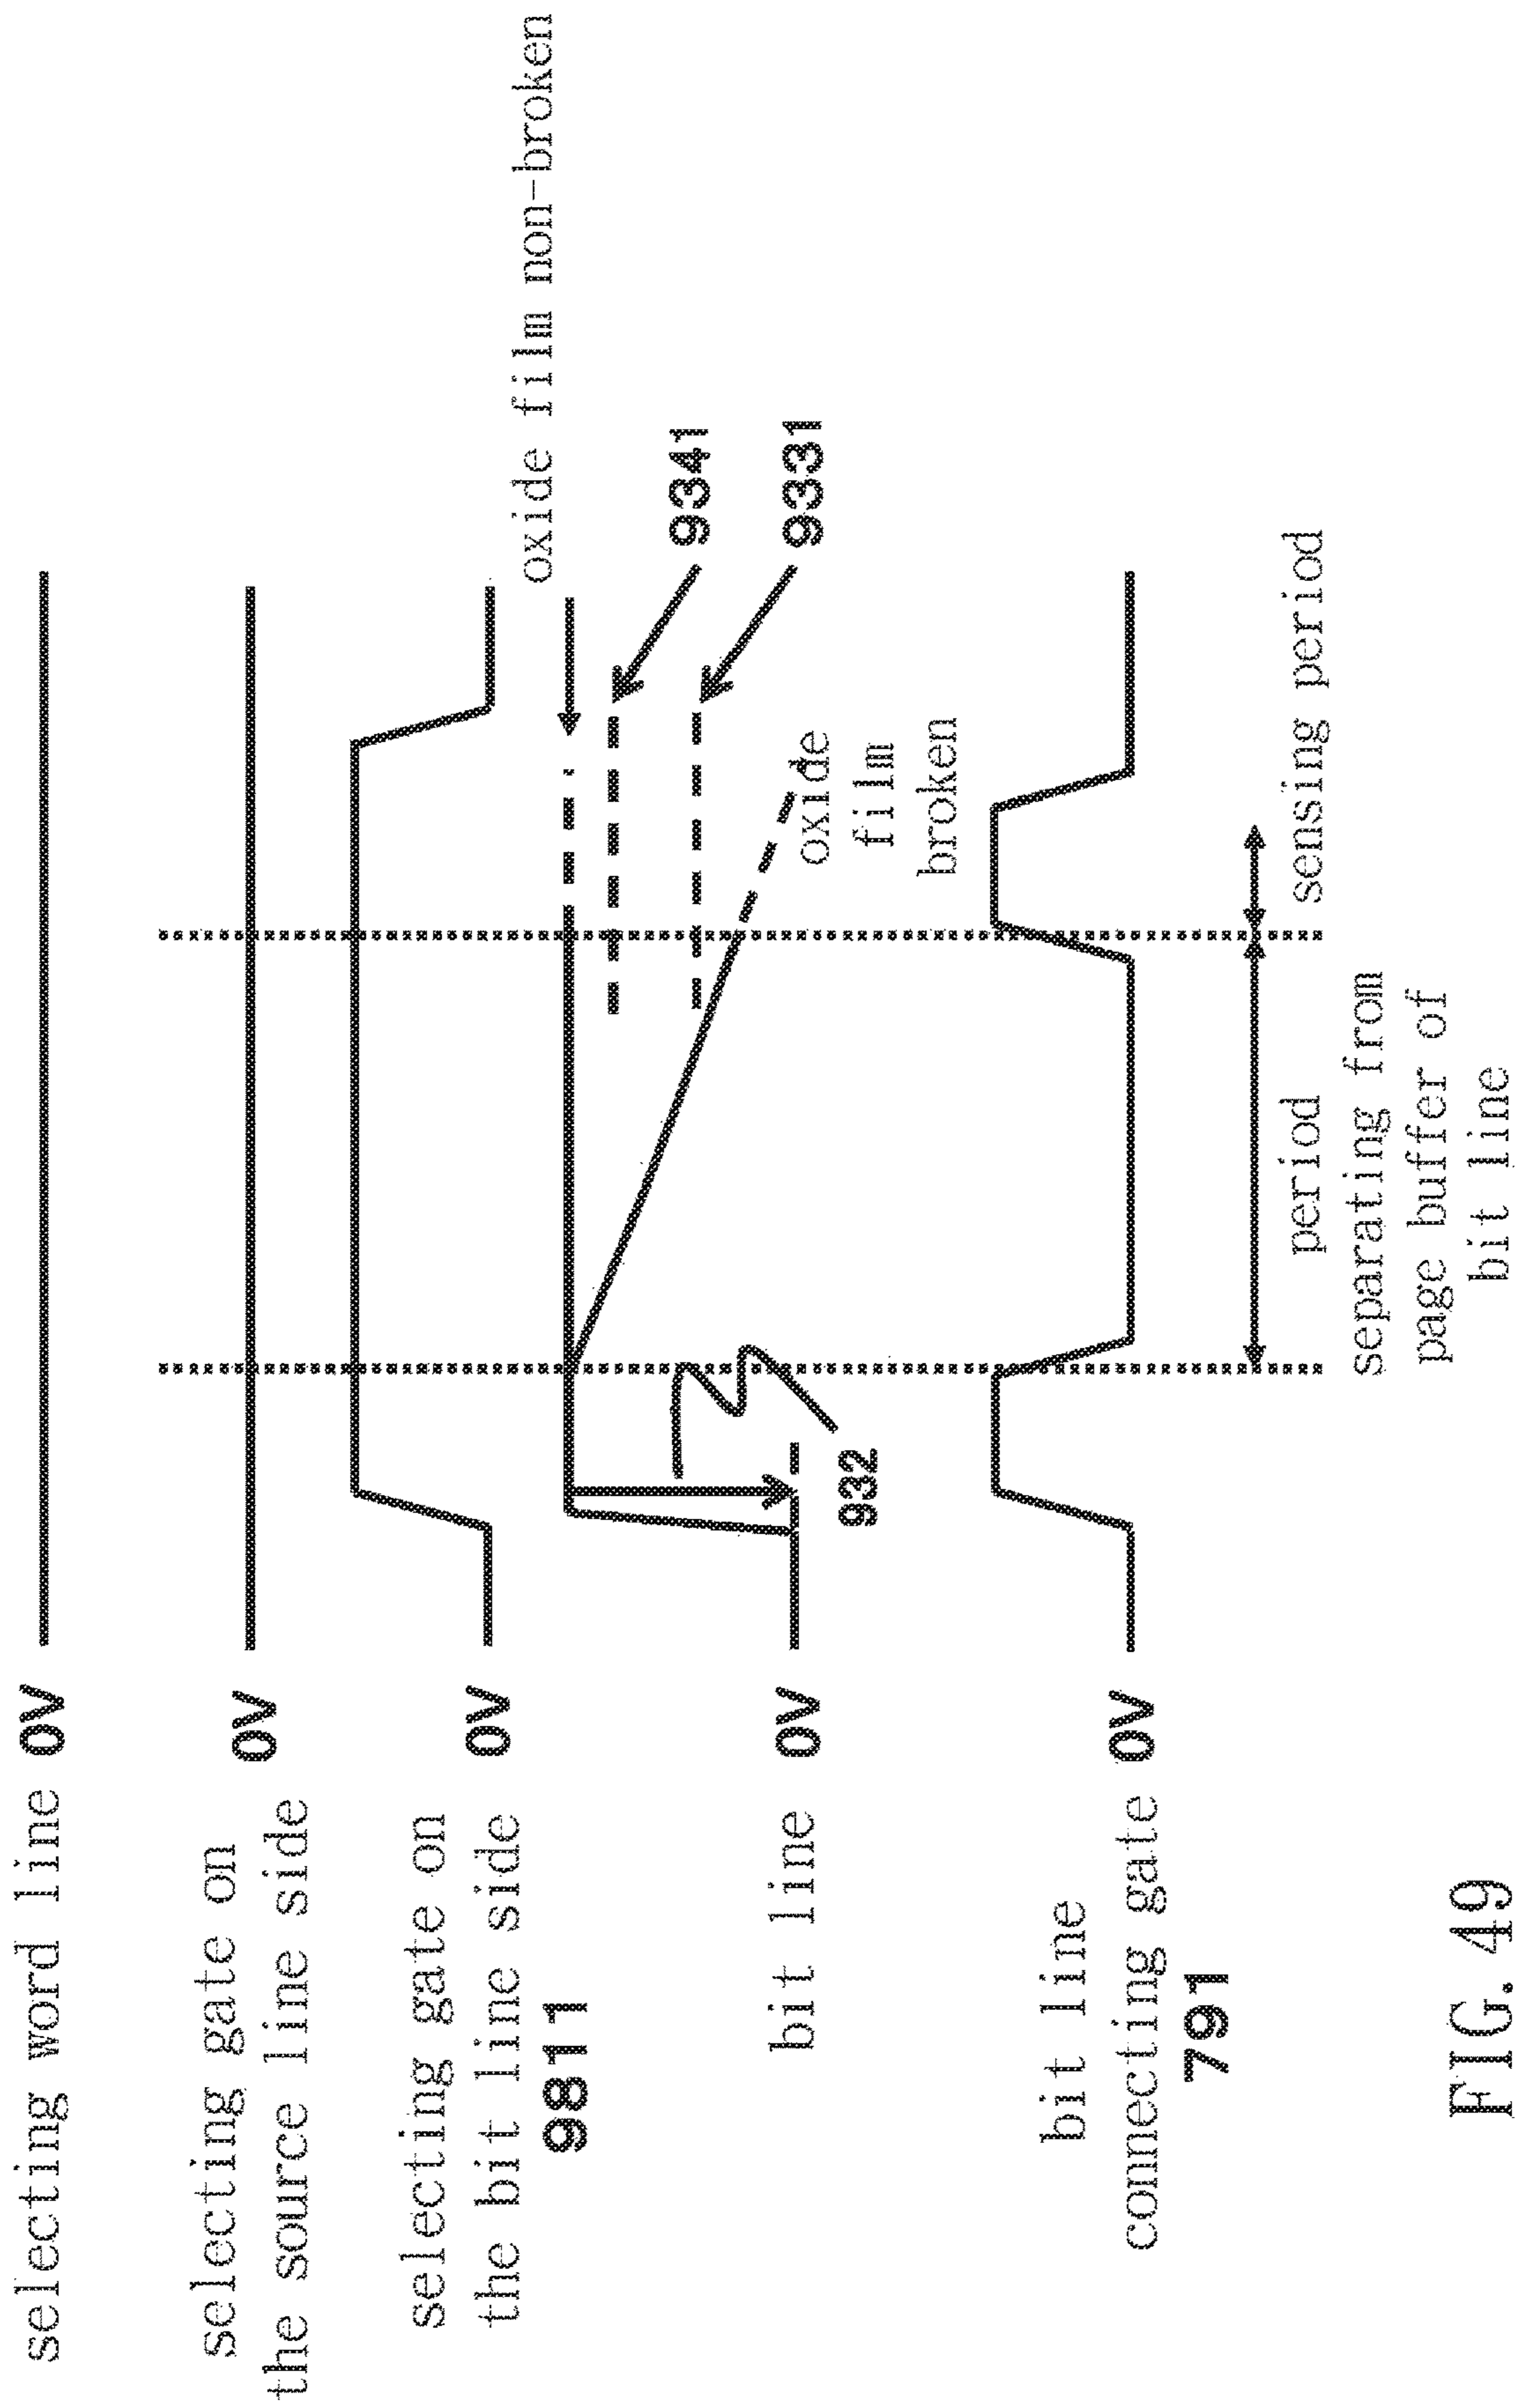 selecting word line 0V
selecting gate on
the source line side
0V
selecting gate on
the bit line side
9811
0V
oxide film non-broken
9341
9331
oxide
film
broken
bit line 0V
932
bit line
connecting gate 0V
791
period
separating from
page buffer of
bit line
sensing period
FIG. 49